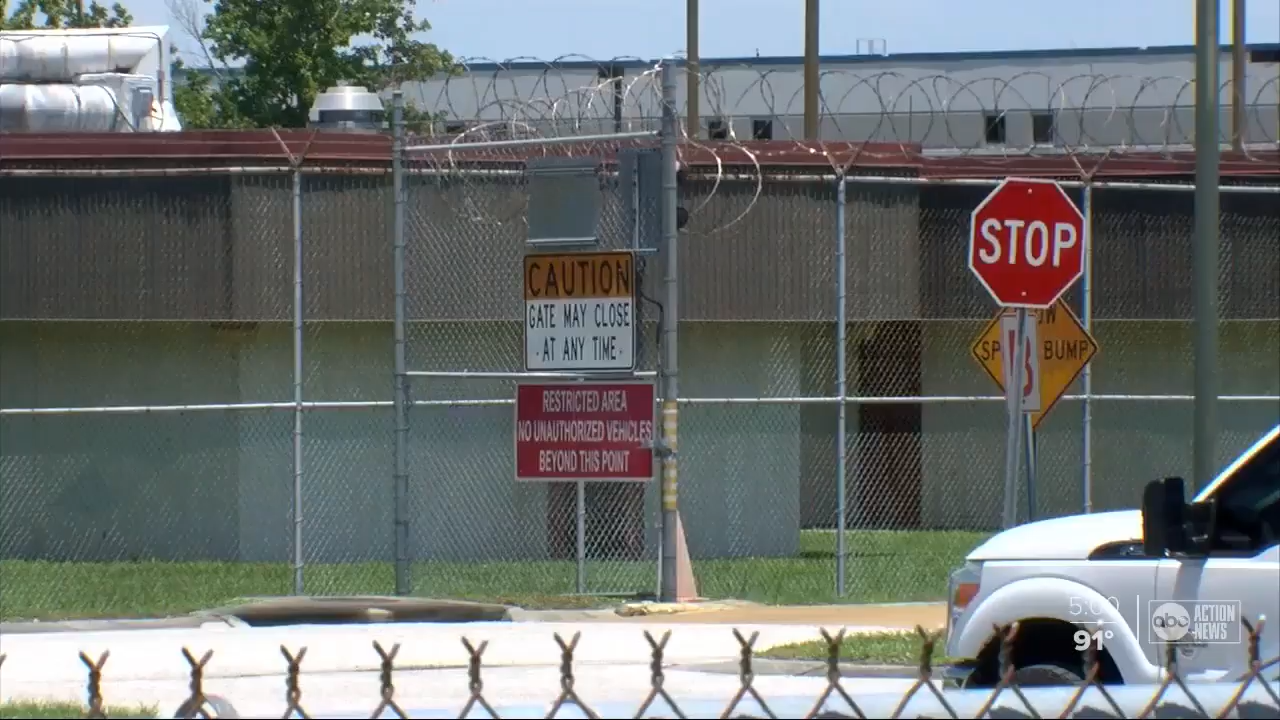 CAUTION
GATE MAY CLOSE
AT ANY TIME
RESTRICTED AREA
NO UNAUTHORIZED VEHICLES
BEYOND THIS POINT
STOP
BUMP
5:00
91°
abc ACTION
NEWS